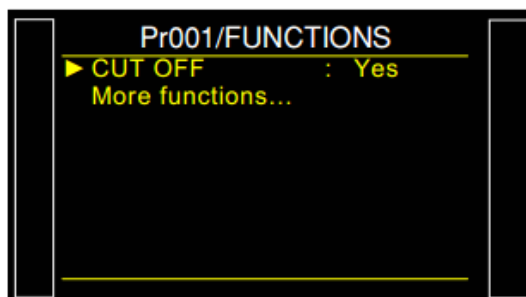 Pr001/FUNCTIONS
► CUT OFF : Yes
More functions...